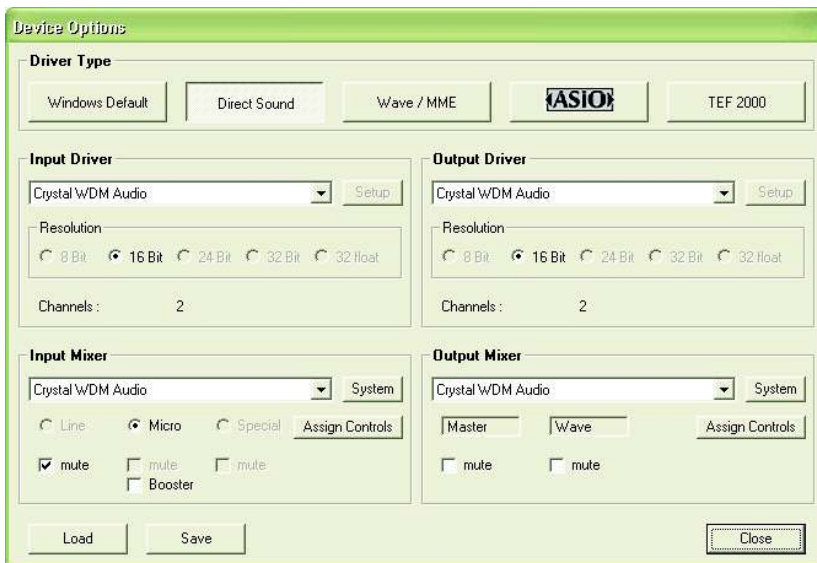 Device Options
Driver Type
Windows Default
Direct Sound
Wave / MME
ASIO
TEF 2000
Input Driver
Crystal WDM Audio
Setup
Resolution
8 Bit 16 Bit 24 Bit 32 Bit 32 float
Channels : 2
Output Driver
Crystal WDM Audio
Setup
Resolution
8 Bit 16 Bit 24 Bit 32 Bit 32 float
Channels : 2
Input Mixer
Crystal WDM Audio
System
Line Micro Special Assign Controls
mute mute mute
Booster
Output Mixer
Crystal WDM Audio
System
Master Wave Assign Controls
mute mute
Load Save Close